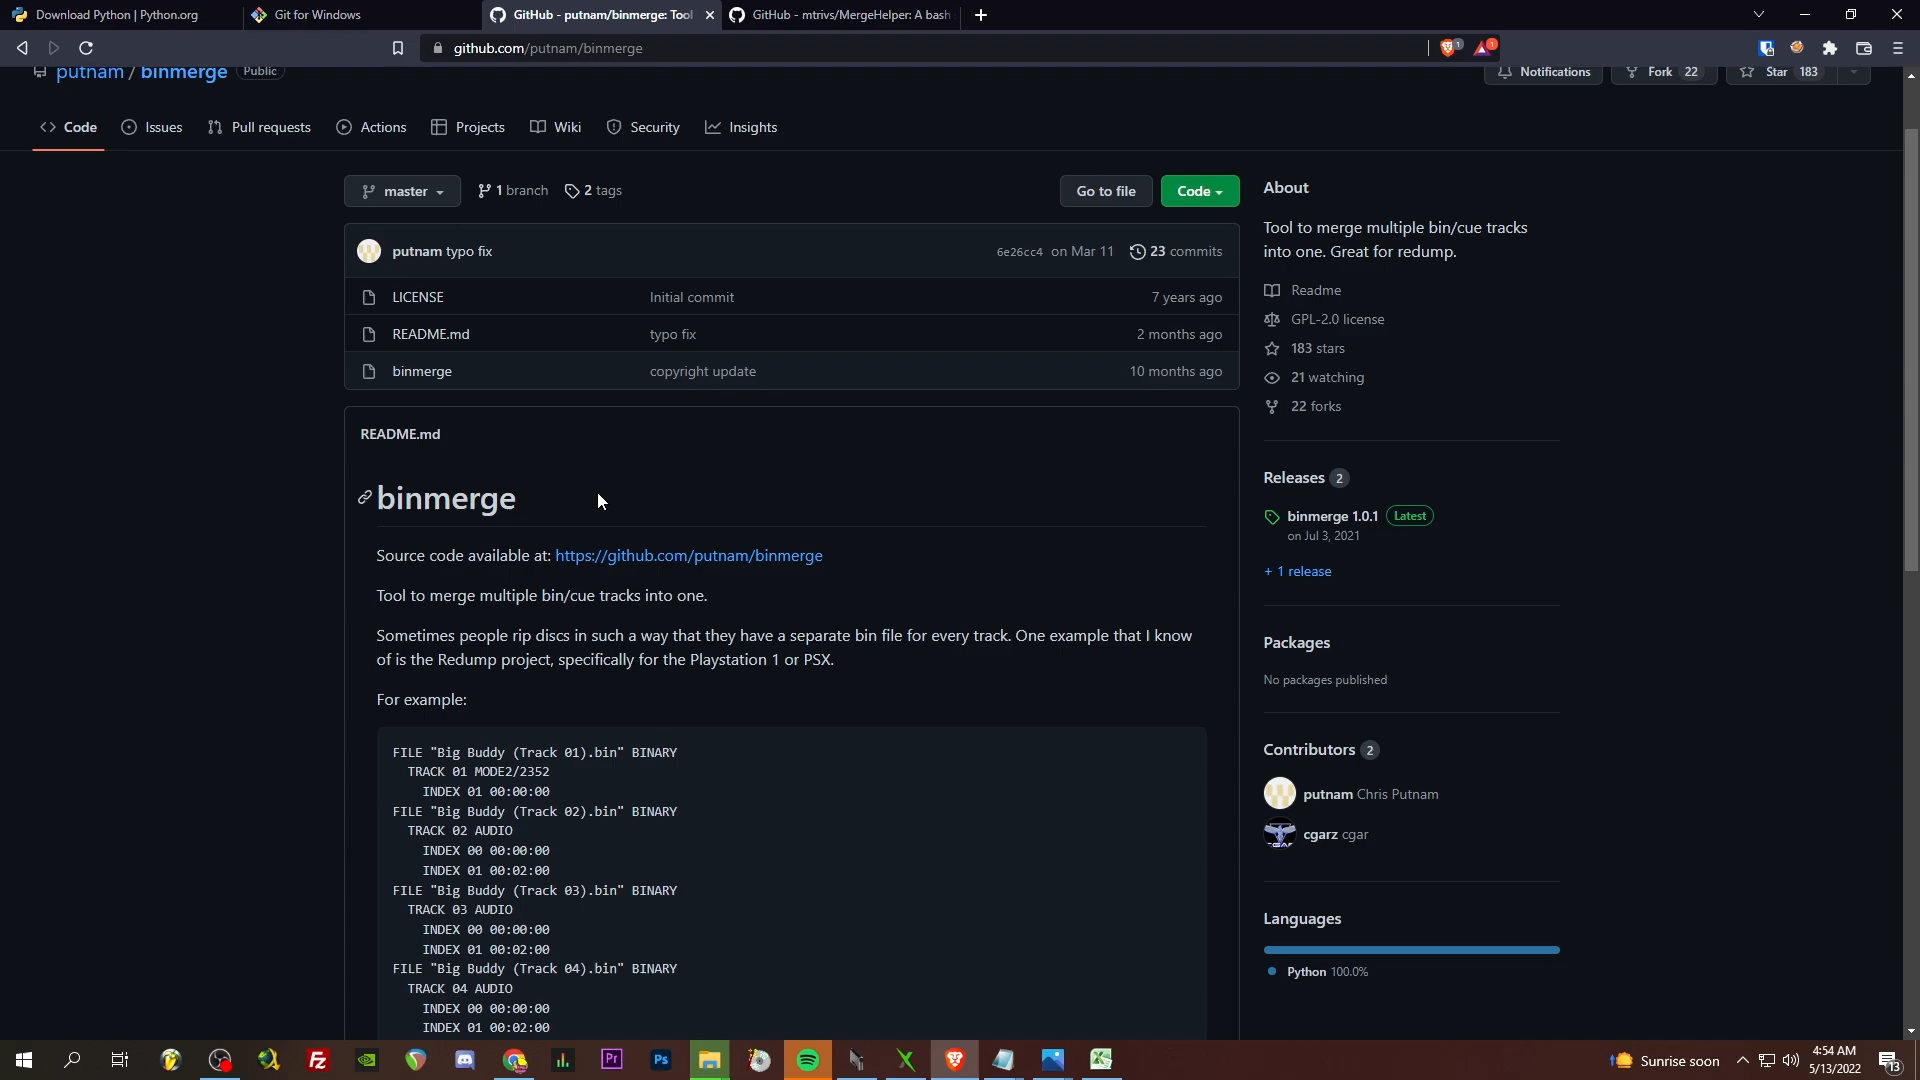 Download Python | Python.org
Git for Windows
GitHub - putnam/binmerge: Tool
GitHub - mtrivs/MergeHelper: A bash
github.com/putnam/binmerge
1
1
putnam / binmerge Public
Notifications
Fork 22
Star 183
Code
Issues
Pull requests
Actions
Projects
Wiki
Security
Insights
master
1 branch
2 tags
Go to file
Code
putnam typo fix
6e26cc4 on Mar 11
23 commits
LICENSE
Initial commit
7 years ago
README.md
typo fix
2 months ago
binmerge
copyright update
10 months ago
README.md
binmerge
Source code available at: https://github.com/putnam/binmerge
Tool to merge multiple bin/cue tracks into one.
Sometimes people rip discs in such a way that they have a separate bin file for every track. One example that I know
of is the Redump project, specifically for the Playstation 1 or PSX.
For example:
FILE "Big Buddy (Track 01).bin" BINARY
TRACK 01 MODE2/2352
INDEX 01 00:00:00
FILE "Big Buddy (Track 02).bin" BINARY
TRACK 02 AUDIO
INDEX 00 00:00:00
INDEX 01 00:02:00
FILE "Big Buddy (Track 03).bin" BINARY
TRACK 03 AUDIO
INDEX 00 00:00:00
INDEX 01 00:02:00
FILE "Big Buddy (Track 04).bin" BINARY
TRACK 04 AUDIO
INDEX 00 00:00:00
INDEX 01 00:02:00
About
Tool to merge multiple bin/cue tracks
into one. Great for redump.
Readme
GPL-2.0 license
183 stars
21 watching
22 forks
Releases 2
binmerge 1.0.1 Latest
on Jul 3, 2021
+ 1 release
Packages
No packages published
Contributors 2
putnam Chris Putnam
cgarz cgar
Languages
Python 100.0%
Fz
Pr
Ps
Sunrise soon
4:54 AM
5/13/2022
13